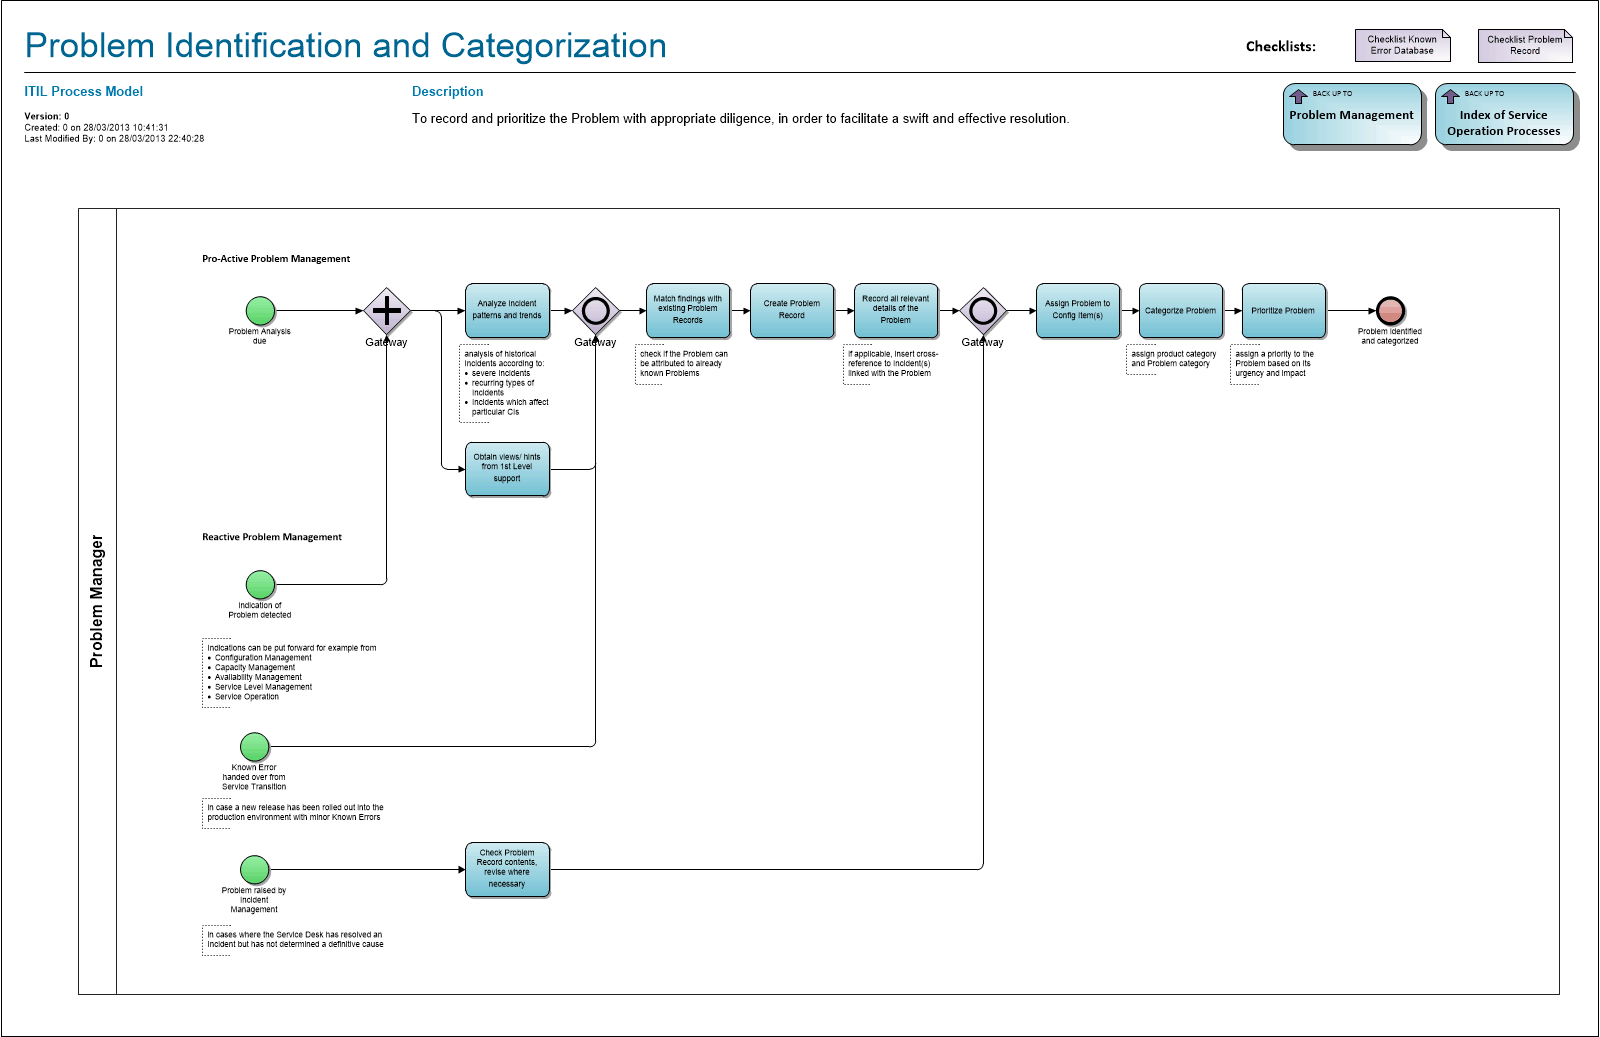 Problem Identification and Categorization
Checklists:
Checklist Known
Error Database
Checklist Problem
Record
ITIL Process Model
Version: 0
Created: 0 on 28/03/2013 10:41:31
Last Modified By: 0 on 28/03/2013 22:40:28
Description
To record and prioritize the Problem with appropriate diligence, in order to facilitate a swift and effective resolution.
BACK UP TO
Problem Management
BACK UP TO
Index of Service
Operation Processes
Problem Manager
Pro-Active Problem Management
Problem Analysis
due
Gateway
Analyze Incident
patterns and trends
analysis of historical
Incidents according to:
• severe Incidents
• recurring types of
Incidents
• Incidents which affect
particular CIs
Obtain views/ hints
from 1st Level
support
Gateway
Match findings with
existing Problem
Records
check if the Problem can
be attributed to already
known Problems
Create Problem
Record
Record all relevant
details of the
Problem
if applicable, insert cross-
reference to Incident(s)
linked with the Problem
Gateway
Assign Problem to
Config Item(s)
Categorize Problem
assign product category
and Problem category
Prioritize Problem
assign a priority to the
Problem based on its
urgency and impact
Problem identified
and categorized
Reactive Problem Management
Indication of
Problem detected
Indications can be put forward for example from
• Configuration Management
• Capacity Management
• Availability Management
• Service Level Management
• Service Operation
Known Error
handed over from
Service Transition
In case a new release has been rolled out into the
production environment with minor Known Errors
Problem raised by
Incident
Management
Check Problem
Record contents,
revise where
necessary
In cases where the Service Desk has resolved an
Incident but has not determined a definitive cause